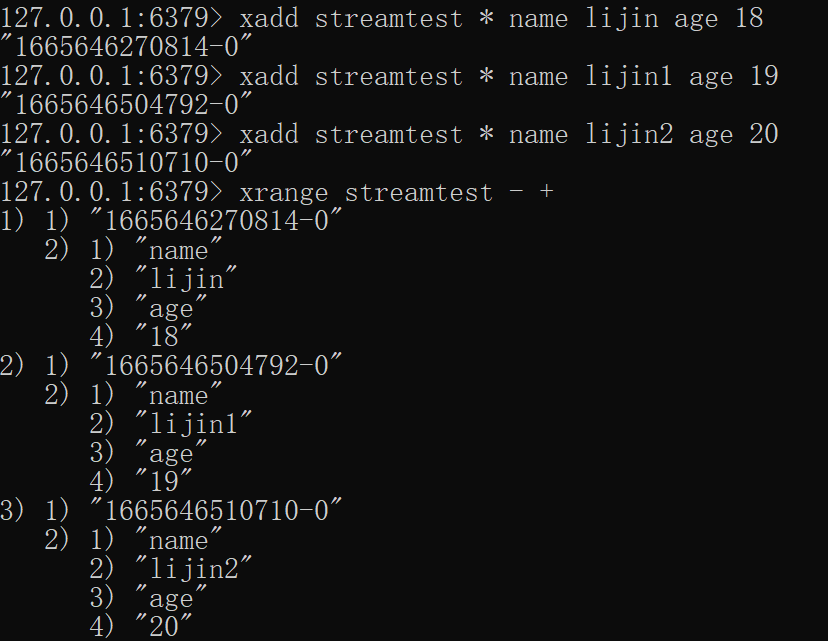 127.0.0.1:6379> xadd streamtest * name lijin age 18
"1665646270814-0"
127.0.0.1:6379> xadd streamtest * name lijin1 age 19
"1665646504792-0"
127.0.0.1:6379> xadd streamtest * name lijin2 age 20
"1665646510710-0"
127.0.0.1:6379> xrange streamtest - +
1) 1) "1665646270814-0"
   2) 1) "name"
      2) "lijin"
      3) "age"
      4) "18"
2) 1) "1665646504792-0"
   2) 1) "name"
      2) "lijin1"
      3) "age"
      4) "19"
3) 1) "1665646510710-0"
   2) 1) "name"
      2) "lijin2"
      3) "age"
      4) "20"